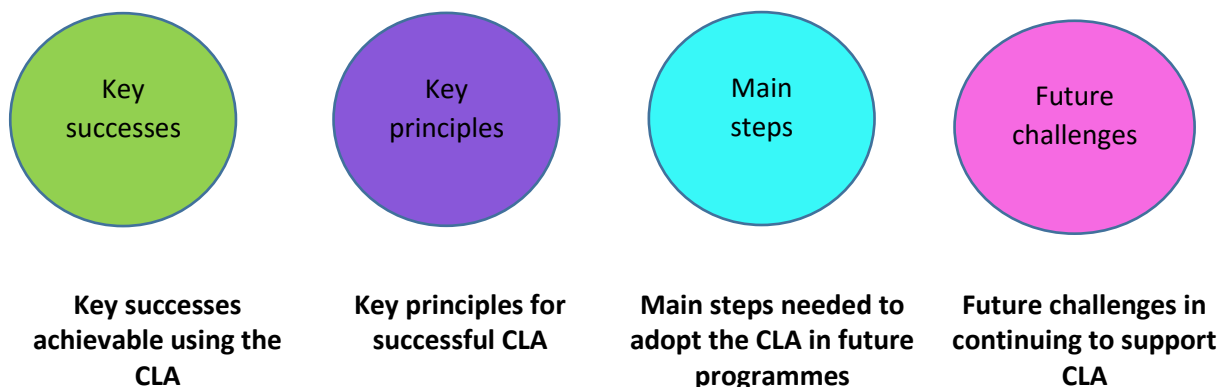 Key
successes
Key
principles
Main
steps
Future
challenges
Key successes
achievable using the
CLA
Key principles for
successful CLA
Main steps needed to
adopt the CLA in future
programmes
Future challenges in
continuing to support
CLA